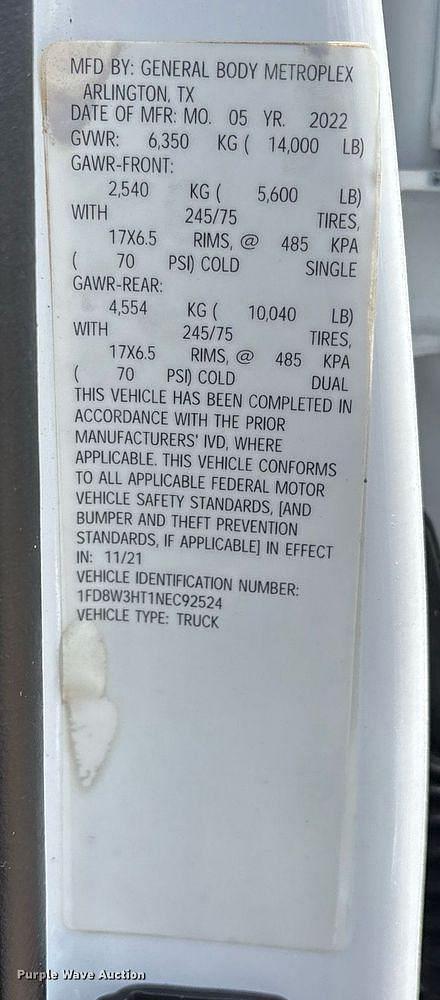 MFD BY: GENERAL BODY METROPLEX
ARLINGTON, TX
DATE OF MFR: MO. 05 YR. 2022
GVWR: 6,350 KG ( 14,000 LB)
GAWR-FRONT:
2,540 KG ( 5,600 LB)
WITH 245/75 TIRES,
17X6.5 RIMS, @ 485 KPA
( 70 PSI) COLD SINGLE
GAWR-REAR:
4,554 KG ( 10,040 LB)
WITH 245/75 TIRES,
17X6.5 RIMS, @ 485 KPA
( 70 PSI) COLD DUAL
THIS VEHICLE HAS BEEN COMPLETED IN
ACCORDANCE WITH THE PRIOR
MANUFACTURERS' IVD, WHERE
APPLICABLE. THIS VEHICLE CONFORMS
TO ALL APPLICABLE FEDERAL MOTOR
VEHICLE SAFETY STANDARDS, [AND
BUMPER AND THEFT PREVENTION
STANDARDS, IF APPLICABLE] IN EFFECT
IN: 11/21
VEHICLE IDENTIFICATION NUMBER:
1FD8W3HT1NEC92524
VEHICLE TYPE: TRUCK
Purple Wave Auction